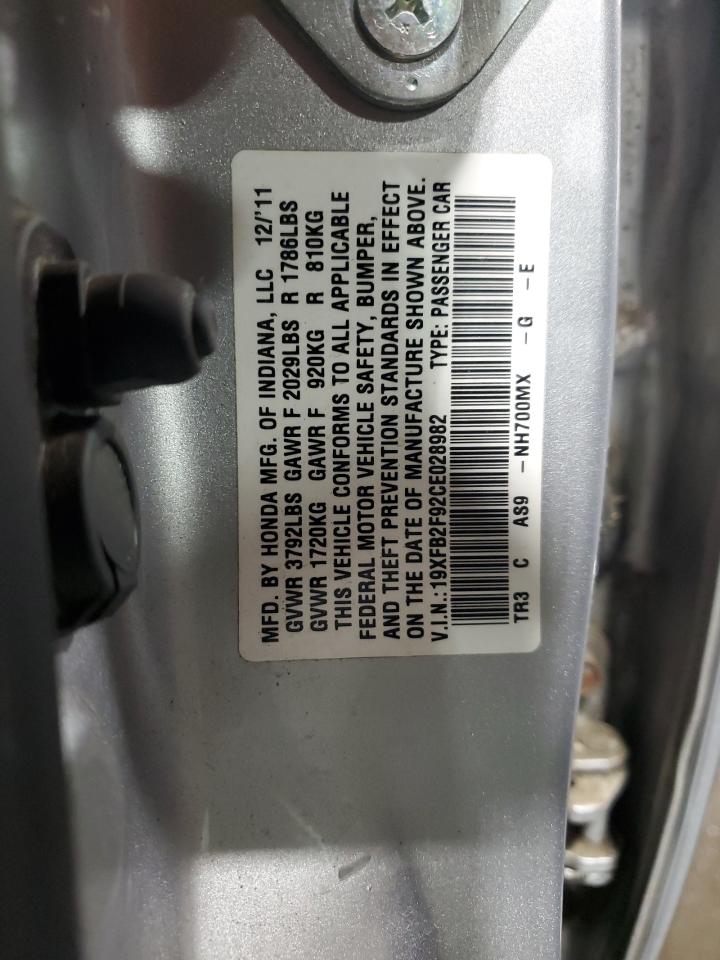 MFD. BY HONDA MFG. OF INDIANA, LLC 12/'11
GVWR 3792LBS GAWR F 2029LBS R 1786LBS
GVWR 1720KG GAWR F 920KG R 810KG
THIS VEHICLE CONFORMS TO ALL APPLICABLE
FEDERAL MOTOR VEHICLE SAFETY, BUMPER,
AND THEFT PREVENTION STANDARDS IN EFFECT
ON THE DATE OF MANUFACTURE SHOWN ABOVE.
V.I.N.:19XFB2F92CE028982 TYPE: PASSENGER CAR
TR3 C AS9 -NH700MX -G -E